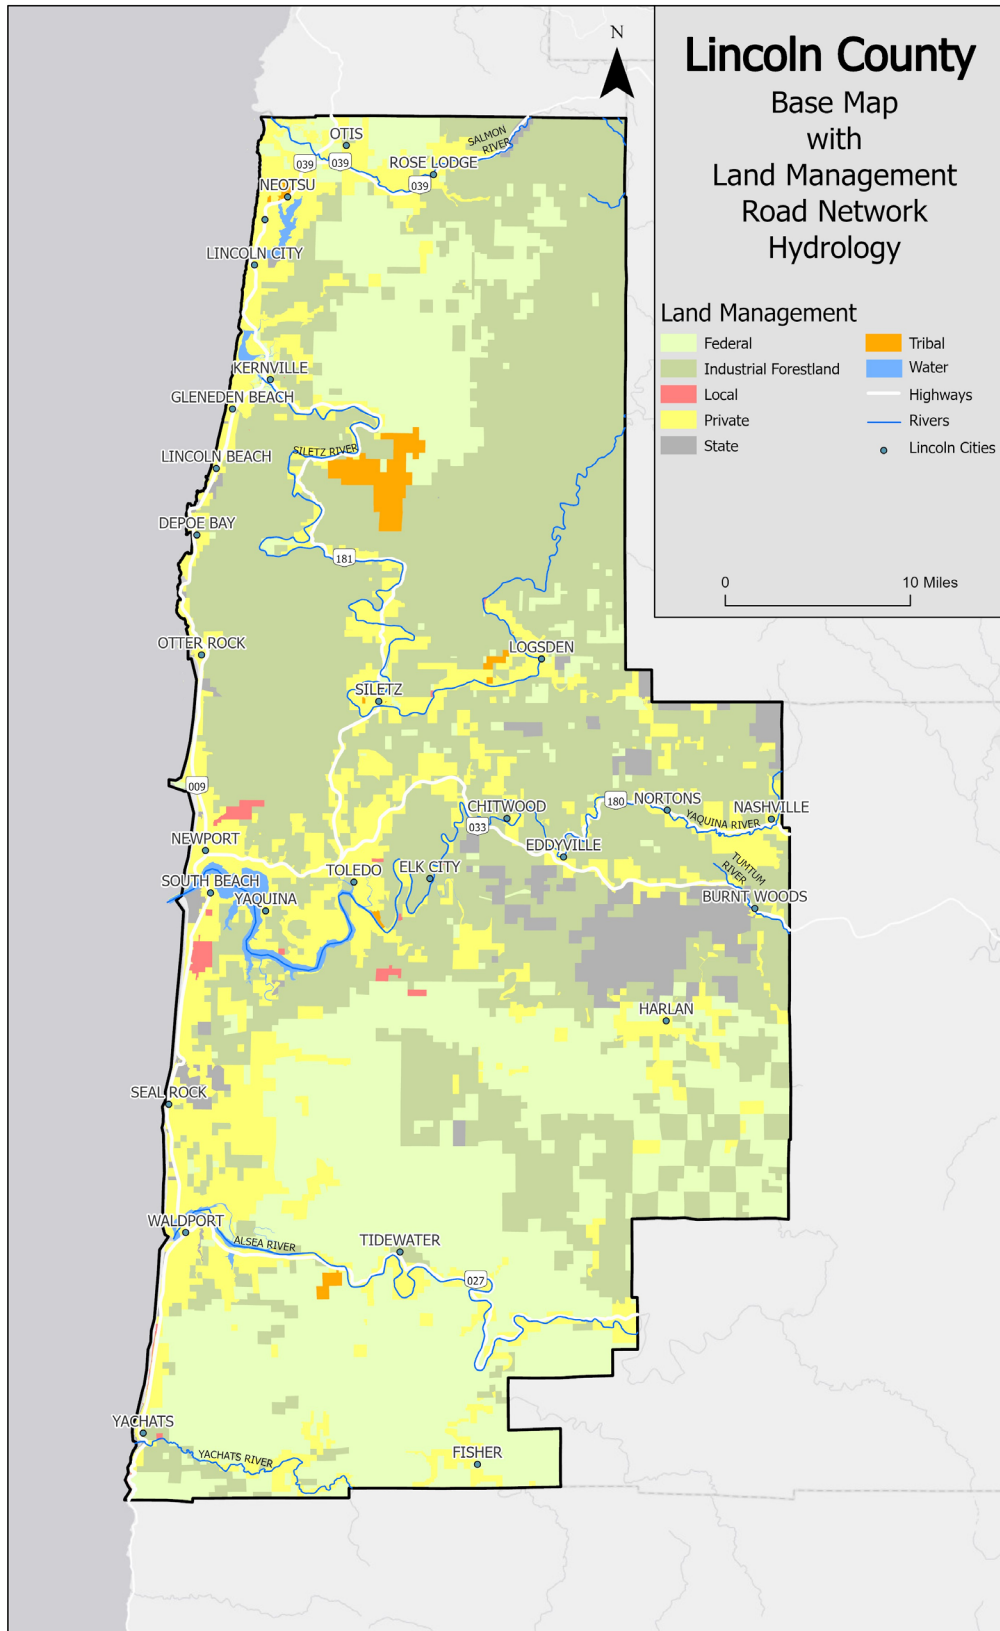 N
Lincoln County
Base Map
with
Land Management
Road Network
Hydrology
Land Management
Federal
Industrial Forestland
Local
Private
State
Tribal
Water
Highways
Rivers
Lincoln Cities
0 10 Miles
OTIS
SALMON
RIVER
039
039
ROSE LODGE
039
NEOTSU
LINCOLN CITY
KERNVILLE
GLENEDEN BEACH
SILETZ RIVER
LINCOLN BEACH
DEPOE BAY
181
OTTER ROCK
LOGSDEN
SILETZ
009
CHITWOOD
180
NORTONS
NASHVILLE
YAQUINA RIVER
033
NEWPORT
EDDYVILLE
TUMTUM
RIVER
TOLEDO
ELK CITY
SOUTH BEACH
YAQUINA
BURNT WOODS
HARLAN
SEAL ROCK
WALDPORT
ALSEA RIVER
TIDEWATER
027
YACHATS
YACHATS RIVER
FISHER